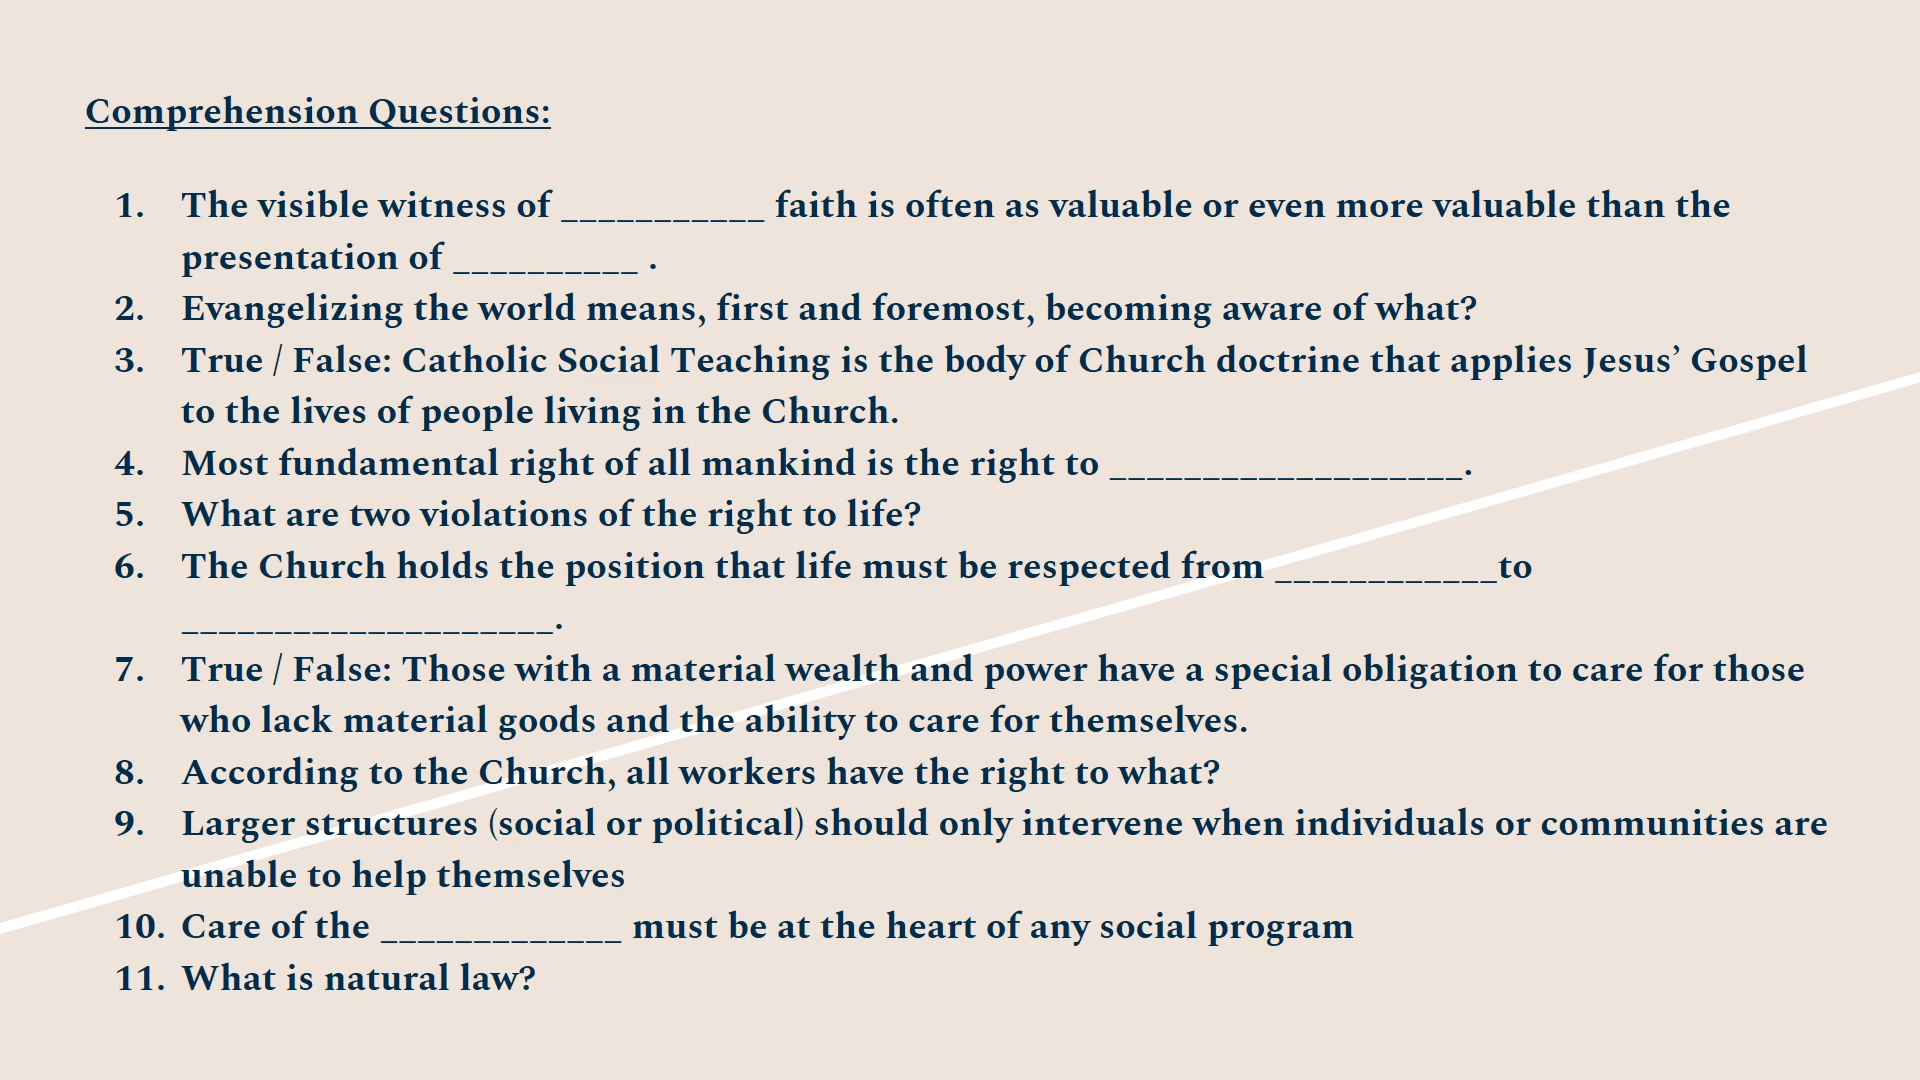 Comprehension Questions:
1. The visible witness of ___________ faith is often as valuable or even more valuable than the
presentation of __________ .
2. Evangelizing the world means, first and foremost, becoming aware of what?
3. True / False: Catholic Social Teaching is the body of Church doctrine that applies Jesus’ Gospel
to the lives of people living in the Church.
4. Most fundamental right of all mankind is the right to ___________________.
5. What are two violations of the right to life?
6. The Church holds the position that life must be respected from ____________to
____________________.
7. True / False: Those with a material wealth and power have a special obligation to care for those
who lack material goods and the ability to care for themselves.
8. According to the Church, all workers have the right to what?
9. Larger structures (social or political) should only intervene when individuals or communities are
unable to help themselves
10. Care of the _____________ must be at the heart of any social program
11. What is natural law?